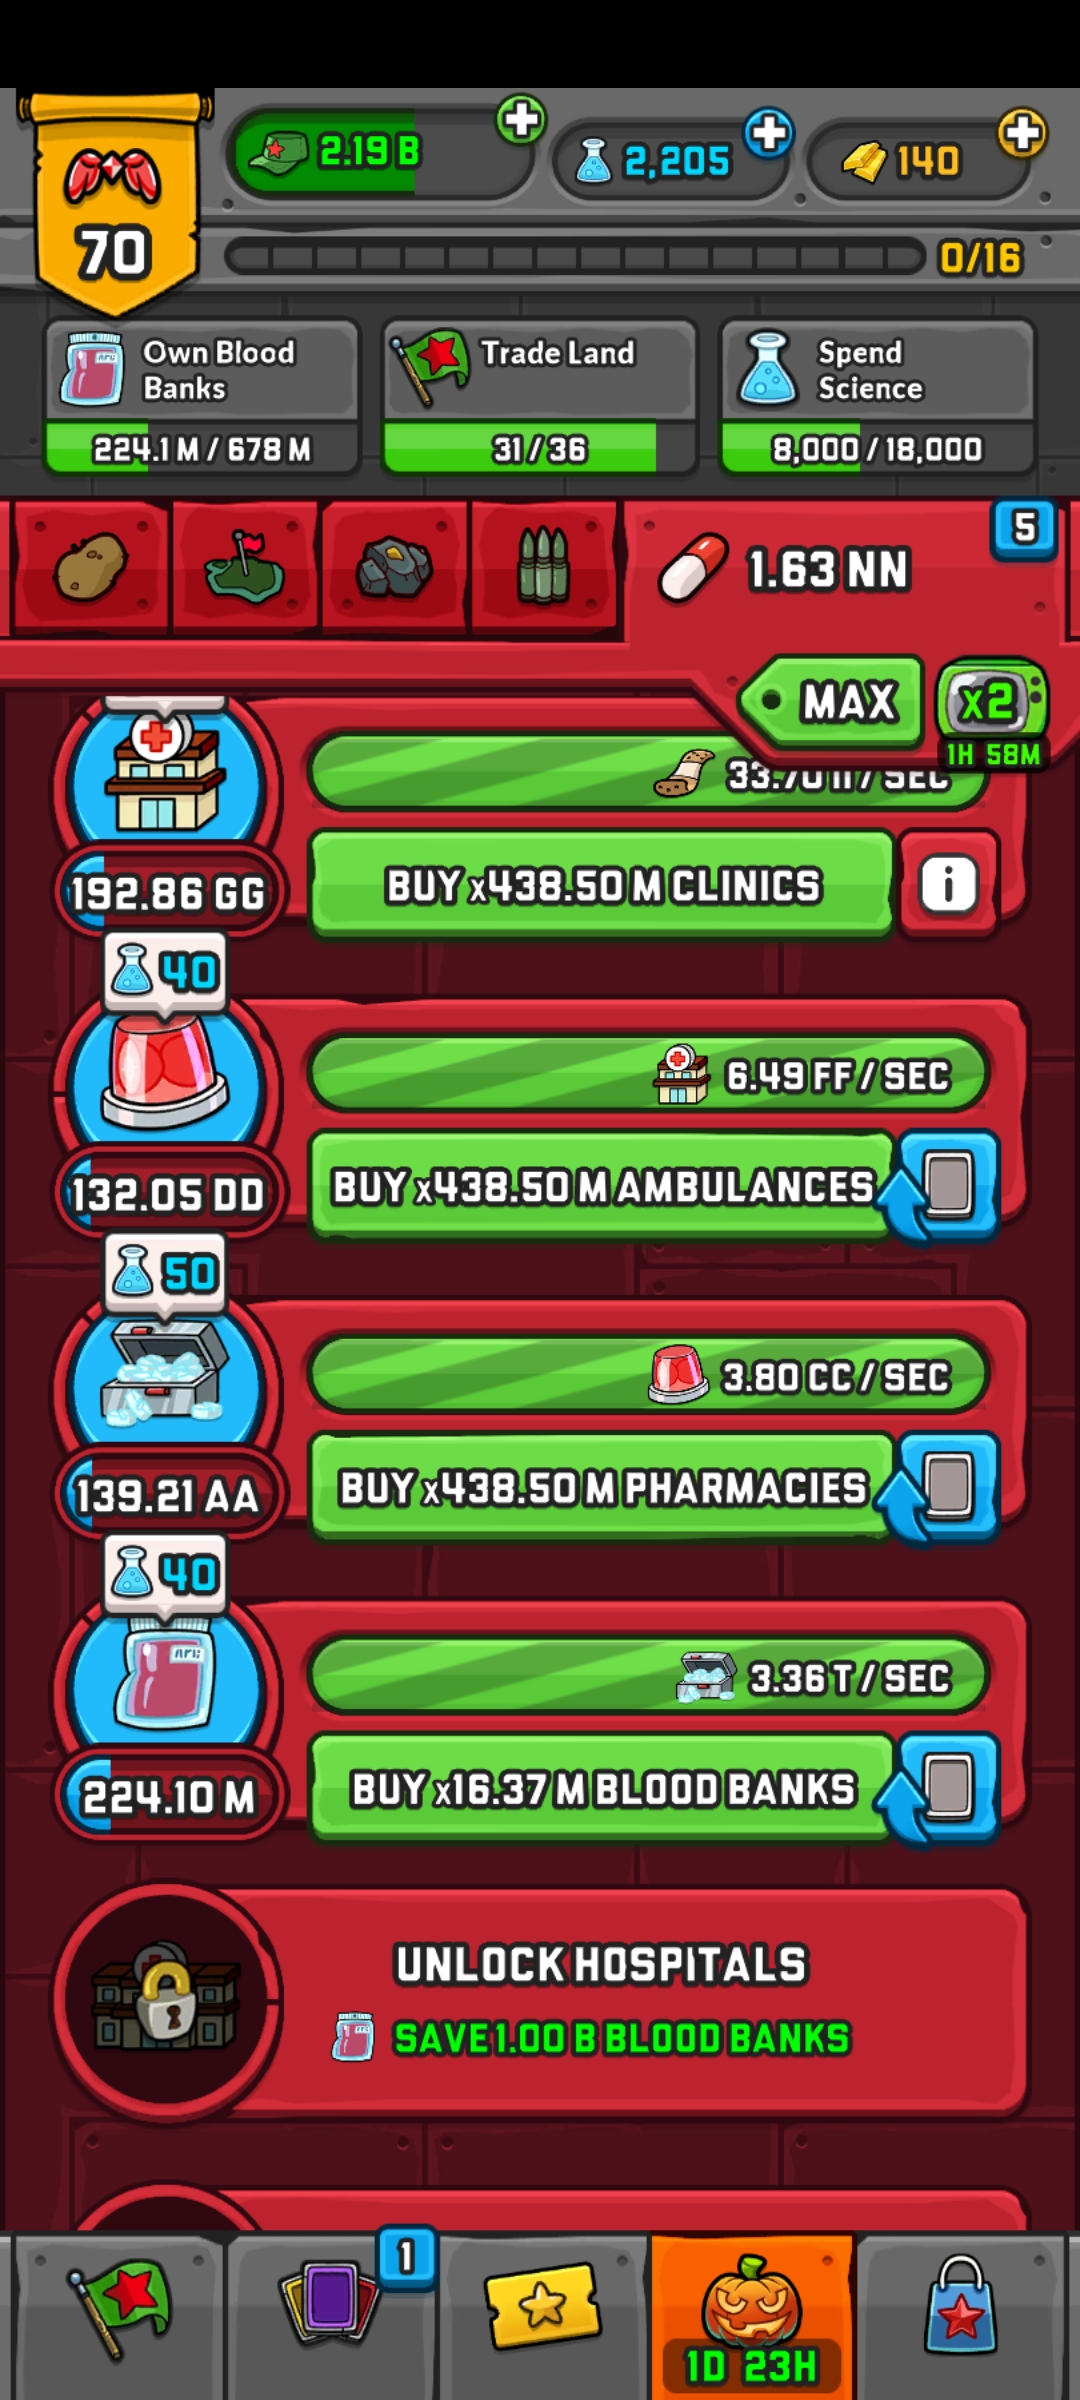 70
2.19 B
2,205
140
0/16
Own Blood
Banks
224.1 M / 678 M
Trade Land
31/36
Spend
Science
8,000/18,000
1.63 NN
5
MAX
x2
1H 58M
192.86 GG
BUY x438.50 M CLINICS
i
40
6.49 FF/SEC
132.05 DD
BUY x438.50 M AMBULANCES
50
3.80 CC/SEC
139.21 AA
BUY x438.50 M PHARMACIES
40
3.36 T/SEC
224.10 M
BUY x16.37 M BLOOD BANKS
UNLOCK HOSPITALS
SAVE 1.00 B BLOOD BANKS
1
1D 23H